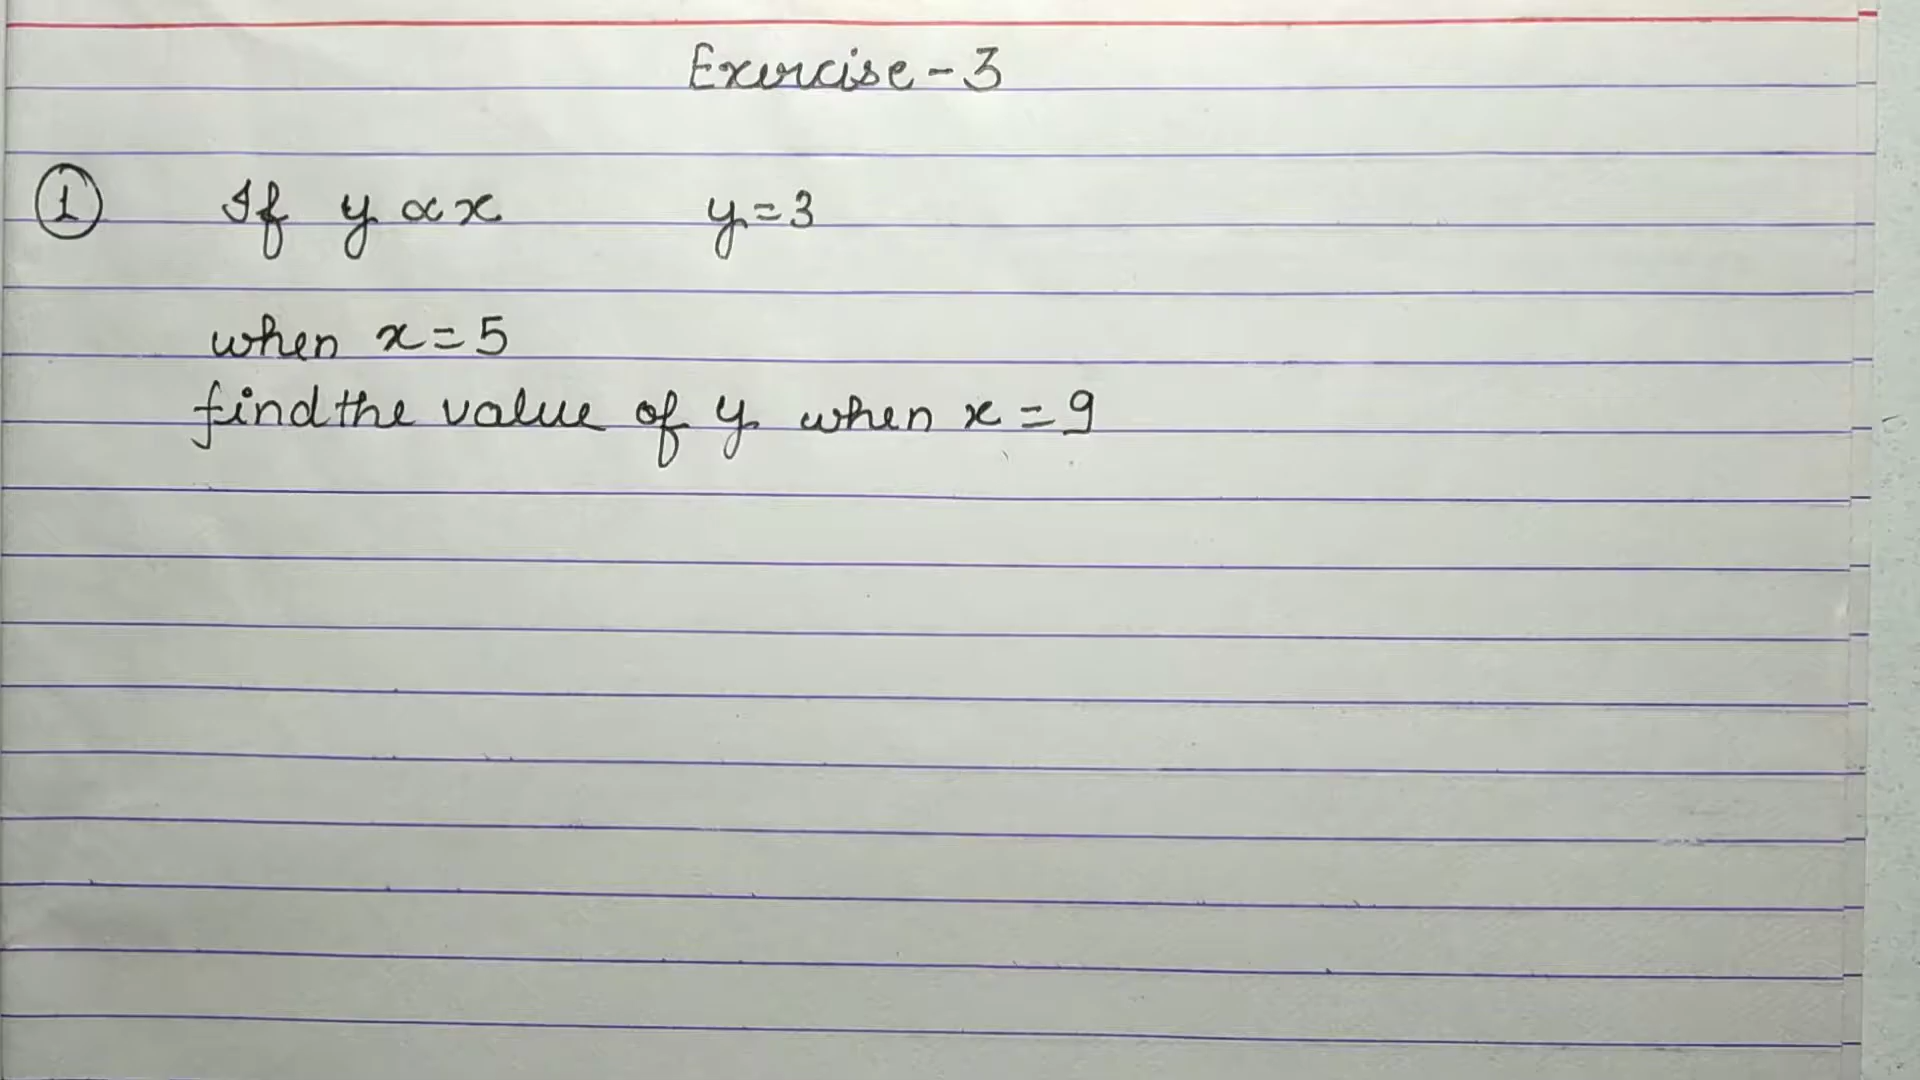 Exercise - 3
1 If y ∝ x y = 3
when x = 5
find the value of y when x = 9